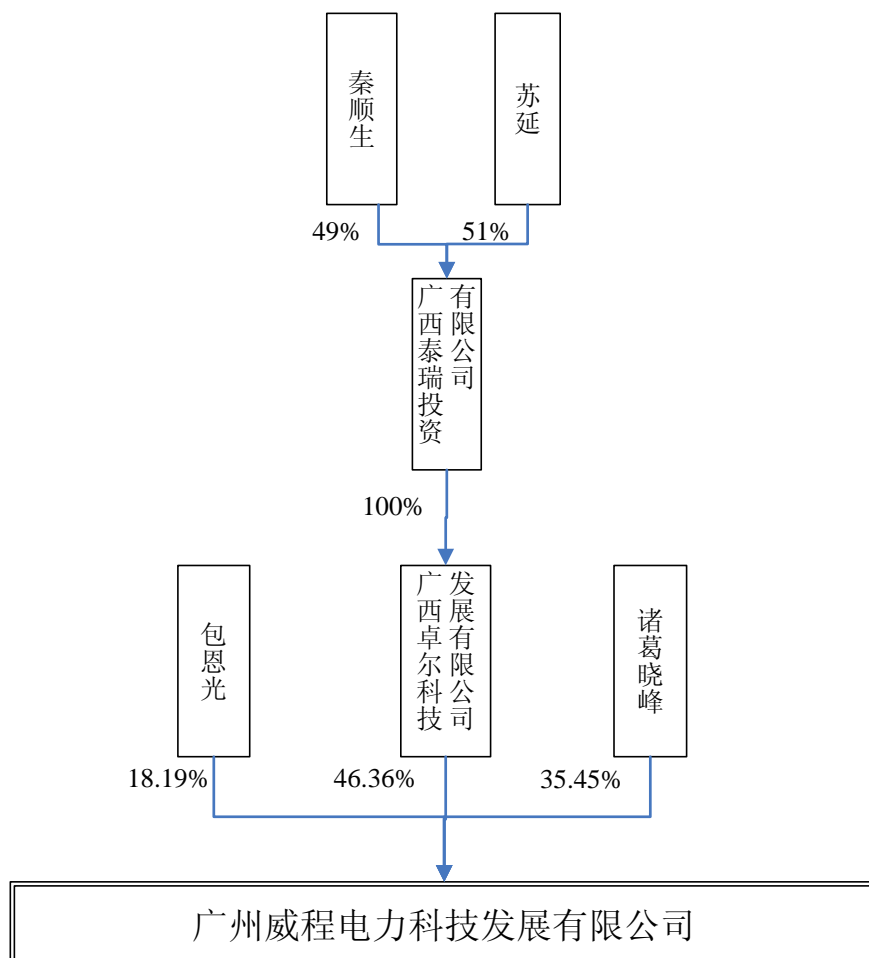 秦顺生
苏延
49%
51%
广西泰瑞投资
有限公司
100%
包恩光
广西卓尔科技
发展有限公司
诸葛晓峰
18.19%
46.36%
35.45%
广州威程电力科技发展有限公司